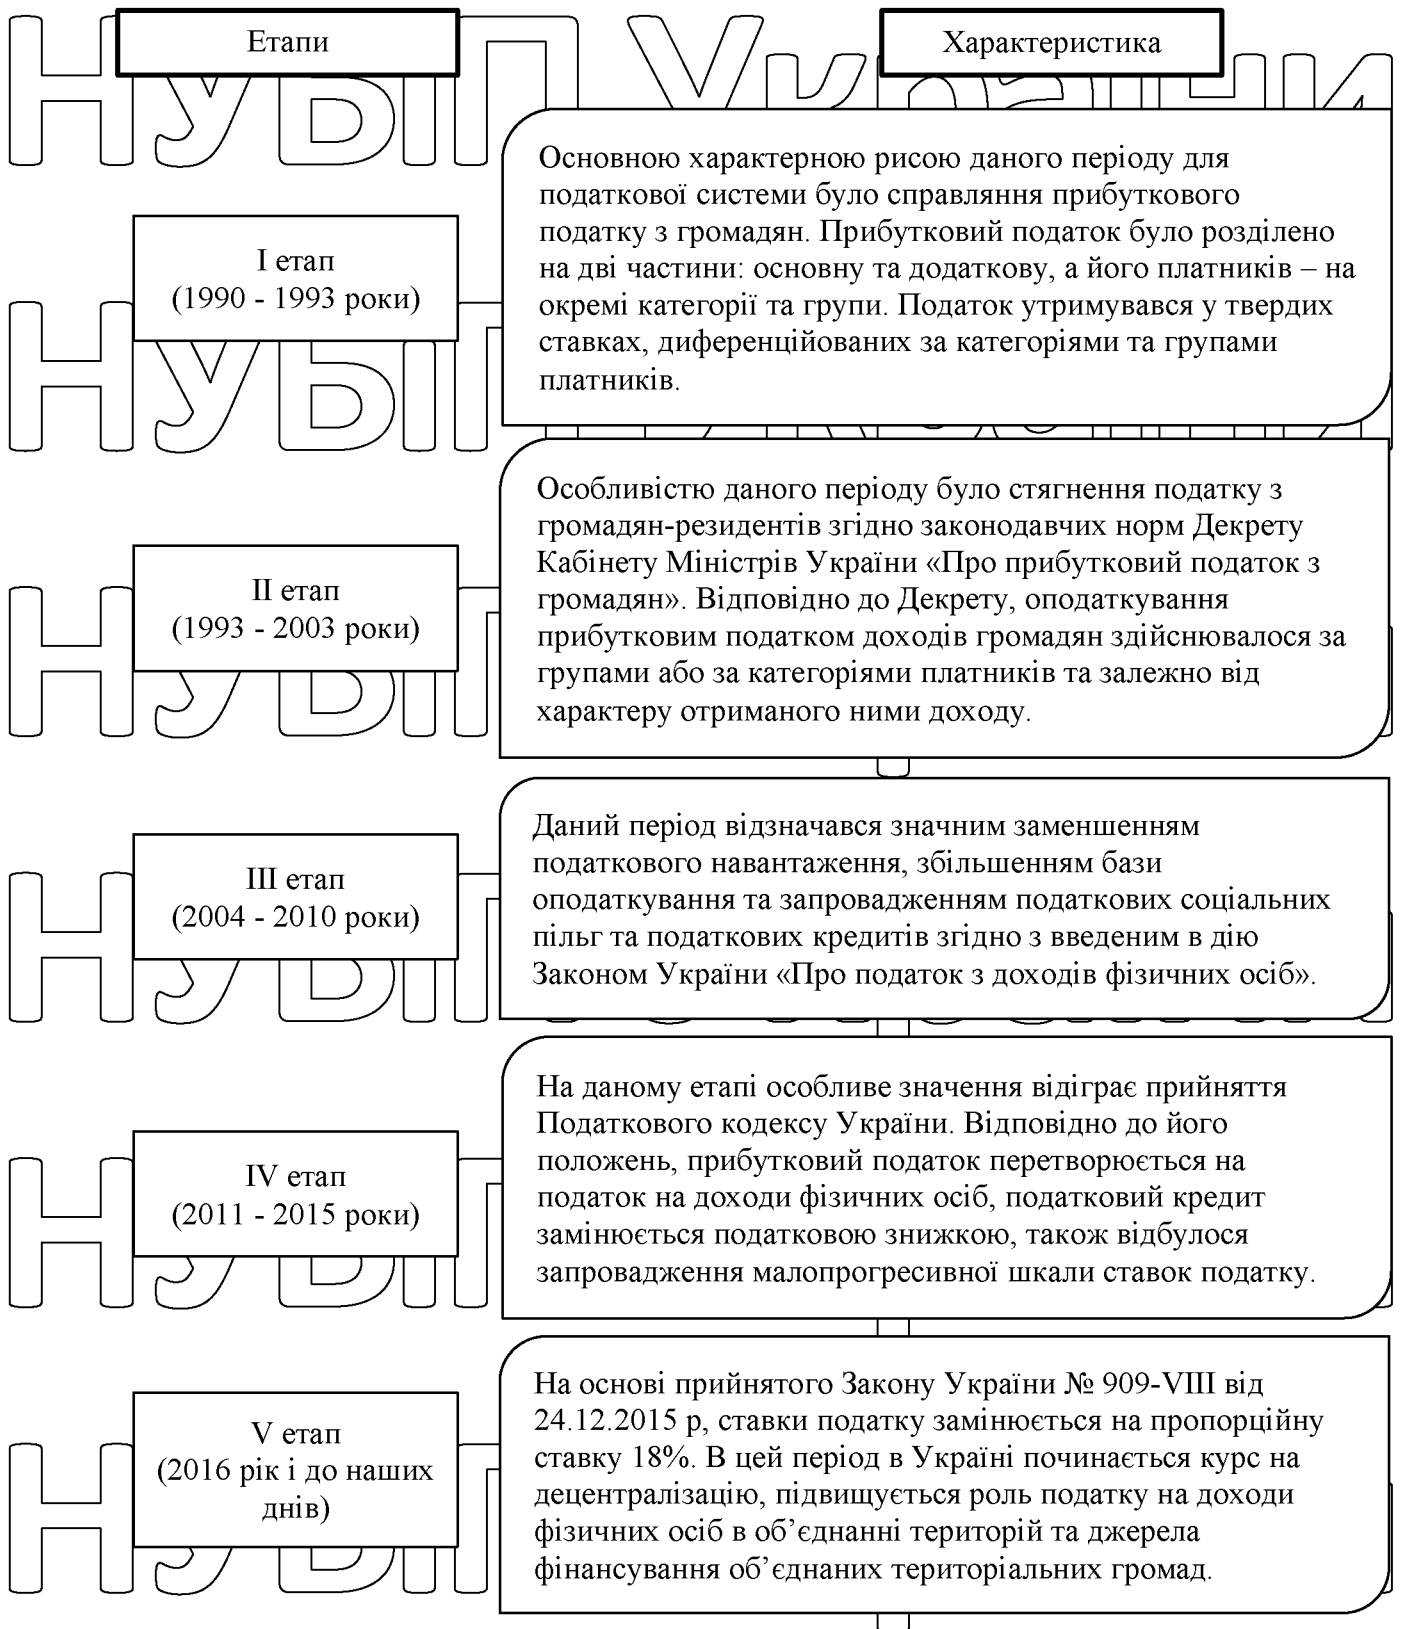 Етапи
Характеристика
I етап
(1990 - 1993 роки)
Основною характерною рисою даного періоду для
податкової системи було справляння прибуткового
податку з громадян. Прибутковий податок було розділено
на дві частини: основну та додаткову, а його платників – на
окремі категорії та групи. Податок утримувався у твердих
ставках, диференційованих за категоріями та групами
платників.
II етап
(1993 - 2003 роки)
Особливістю даного періоду було стягнення податку з
громадян-резидентів згідно законодавчих норм Декрету
Кабінету Міністрів України «Про прибутковий податок з
громадян». Відповідно до Декрету, оподаткування
прибутковим податком доходів громадян здійснювалося за
групами або за категоріями платників та залежно від
характеру отриманого ними доходу.
III етап
(2004 - 2010 роки)
Даний період відзначався значним заменшенням
податкового навантаження, збільшенням бази
оподаткування та запровадженням податкових соціальних
пільг та податкових кредитів згідно з введеним в дію
Законом України «Про податок з доходів фізичних осіб».
IV етап
(2011 - 2015 роки)
На даному етапі особливе значення відіграє прийняття
Податкового кодексу України. Відповідно до його
положень, прибутковий податок перетворюється на
податок на доходи фізичних осіб, податковий кредит
замінюється податковою знижкою, також відбулося
запровадження малопрогресивної шкали ставок податку.
V етап
(2016 рік і до наших
днів)
На основі прийнятого Закону України № 909-VIII від
24.12.2015 р, ставки податку замінюється на пропорційну
ставку 18%. В цей період в Україні починається курс на
децентралізацію, підвищується роль податку на доходи
фізичних осіб в об’єднанні територій та джерела
фінансування об’єднаних територіальних громад.